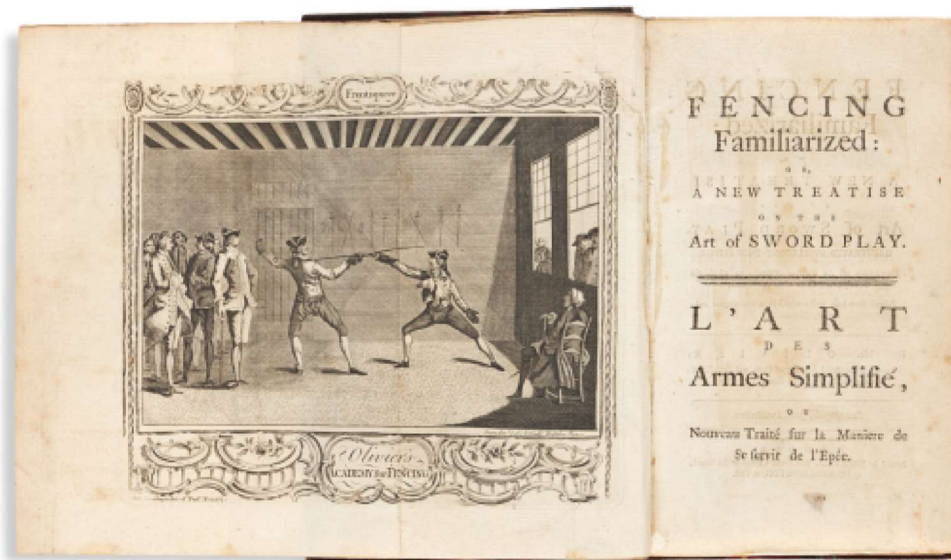 Frontispiece
Olivier's
ACADEMY of FENCING
FENCING
Familiarized:
OR,
A NEW TREATISE
ON THE
Art of SWORD PLAY.
L'ART
DES
Armes Simplifié,
OU
Nouveau Traité sur la Maniere de
Se servir de l'Epée.